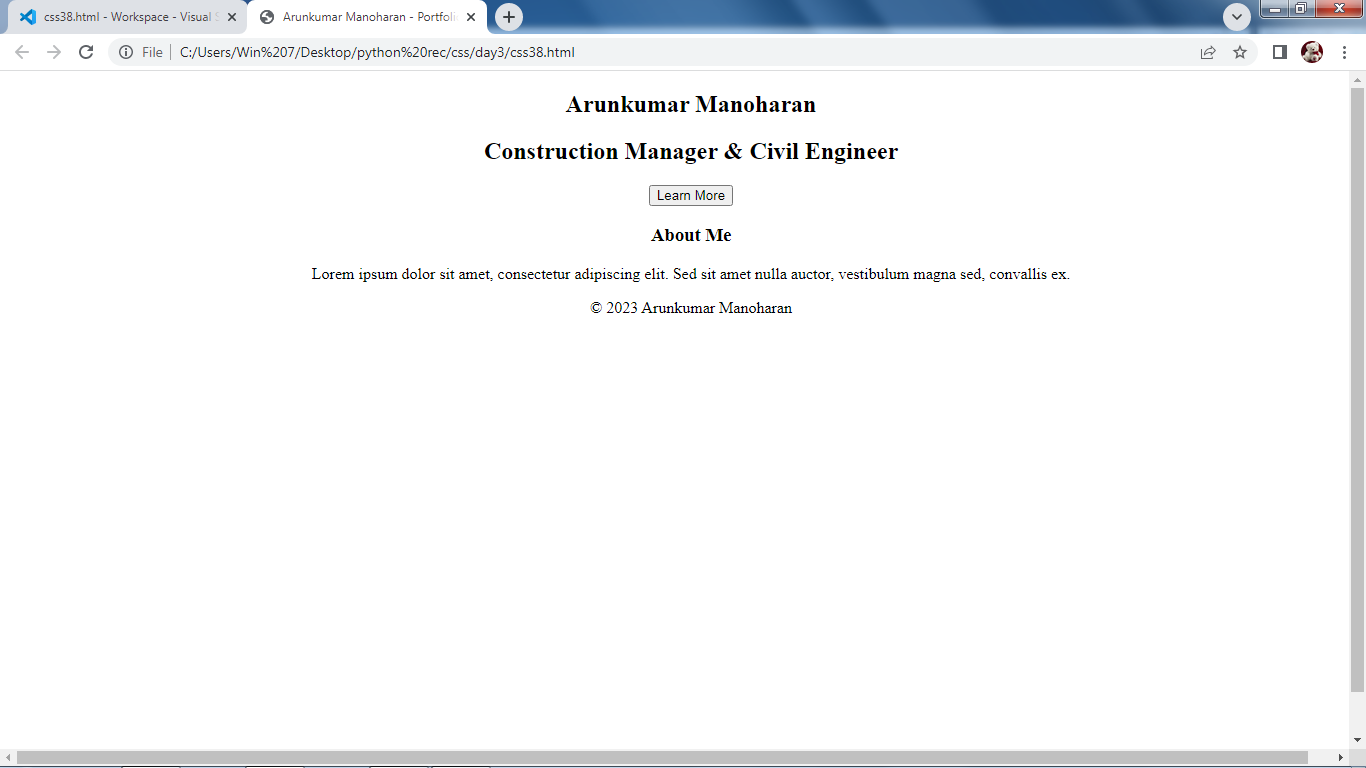 css38.html - Workspace - Visual S
Arunkumar Manoharan - Portfoli
File
C:/Users/Win%207/Desktop/python%20rec/css/day3/css38.html
Arunkumar Manoharan
Construction Manager & Civil Engineer
Learn More
About Me
Lorem ipsum dolor sit amet, consectetur adipiscing elit. Sed sit amet nulla auctor, vestibulum magna sed, convallis ex.
© 2023 Arunkumar Manoharan